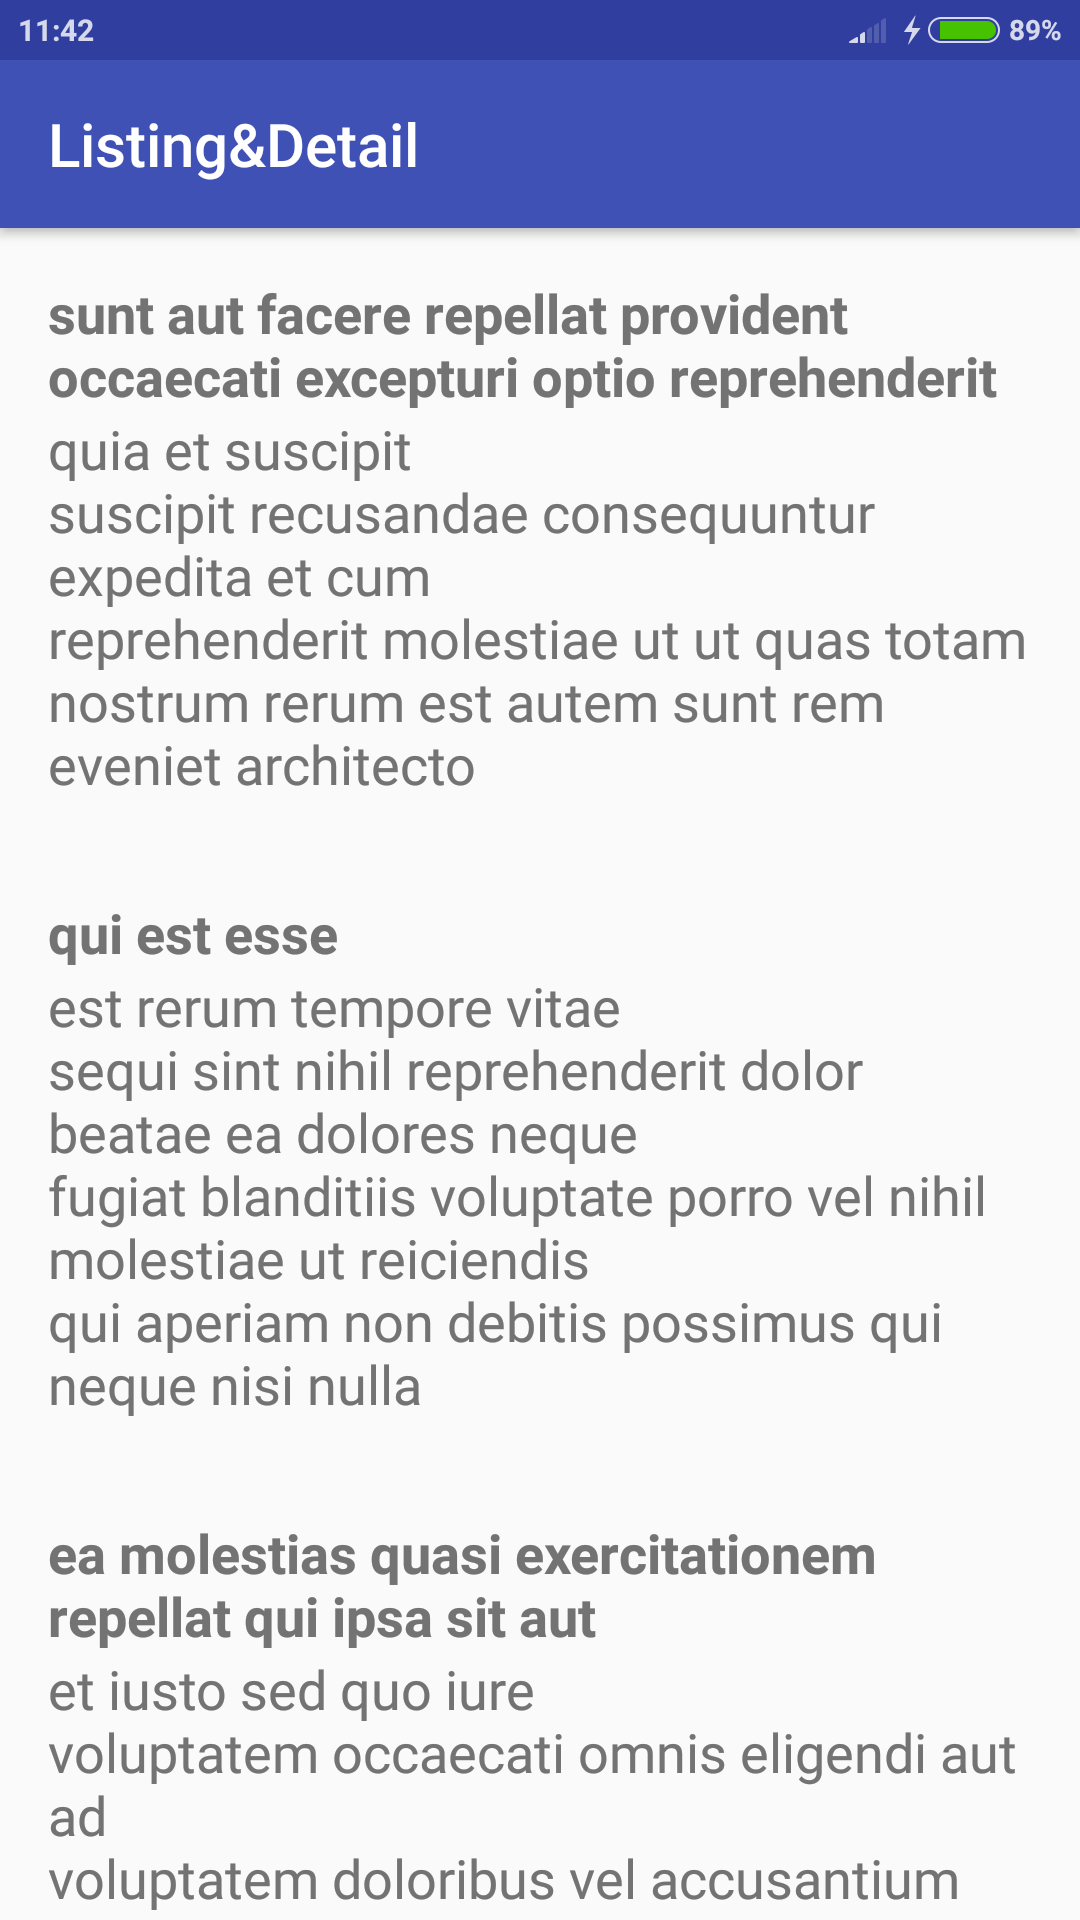 11:42
89%
Listing&Detail
sunt aut facere repellat provident
occaecati excepturi optio reprehenderit
quia et suscipit
suscipit recusandae consequuntur
expedita et cum
reprehenderit molestiae ut ut quas totam
nostrum rerum est autem sunt rem
eveniet architecto
qui est esse
est rerum tempore vitae
sequi sint nihil reprehenderit dolor
beatae ea dolores neque
fugiat blanditiis voluptate porro vel nihil
molestiae ut reiciendis
qui aperiam non debitis possimus qui
neque nisi nulla
ea molestias quasi exercitationem
repellat qui ipsa sit aut
et iusto sed quo iure
voluptatem occaecati omnis eligendi aut
ad
voluptatem doloribus vel accusantium